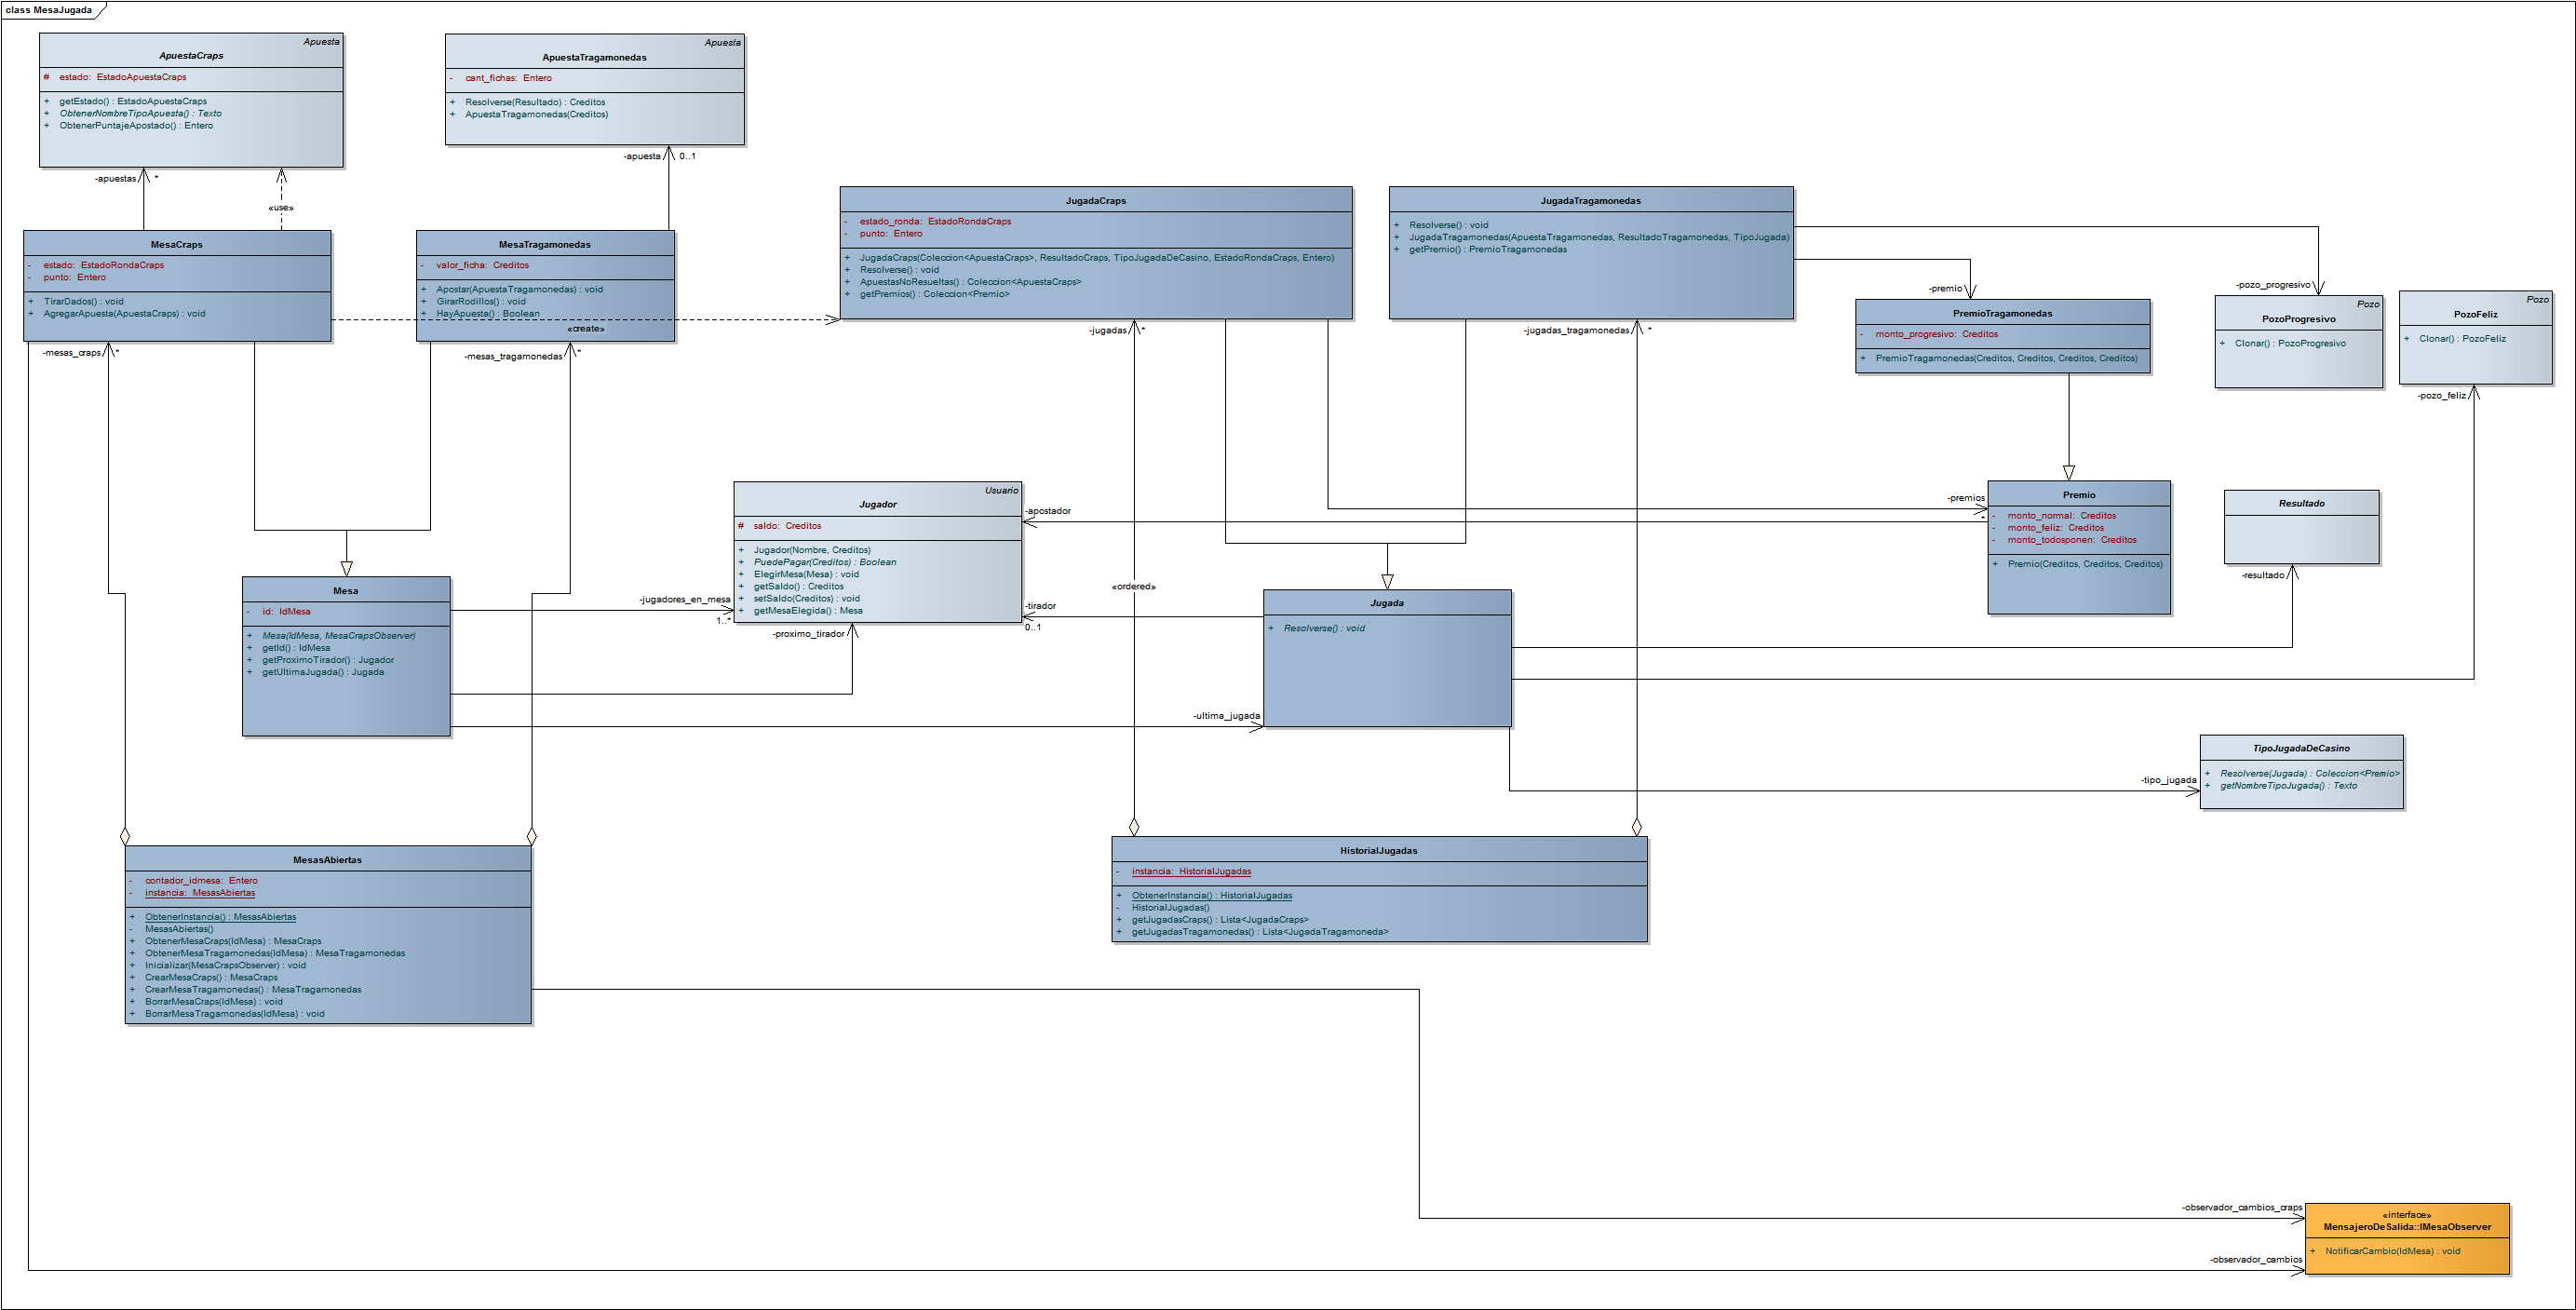 class MesaJugada
Apuesta
ApuestaCraps
# estado: EstadoApuestaCraps
+ getEstado() : EstadoApuestaCraps
+ ObtenerNombreTipoApuesta() : Texto
+ ObtenerPuntajeApostado() : Entero
Apuesta
ApuestaTragamonedas
- cant_fichas: Entero
+ Resolverse(Resultado) : Creditos
+ ApuestaTragamonedas(Creditos)
-apuesta 0..1
-apuestas *
«use»
MesaCraps
- estado: EstadoRondaCraps
- punto: Entero
+ TirarDados() : void
+ AgregarApuesta(ApuestaCraps) : void
MesaTragamonedas
- valor_ficha: Creditos
+ Apostar(ApuestaTragamonedas) : void
+ GirarRodillos() : void
+ HayApuesta() : Boolean
«create»
JugadaCraps
- estado_ronda: EstadoRondaCraps
- punto: Entero
+ JugadaCraps(Coleccion<ApuestaCraps>, ResultadoCraps, TipoJugadaDeCasino, EstadoRondaCraps, Entero)
+ Resolverse() : void
+ ApuestasNoResueltas() : Coleccion<ApuestaCraps>
+ getPremios() : Coleccion<Premio>
JugadaTragamonedas
+ Resolverse() : void
+ JugadaTragamonedas(ApuestaTragamonedas, ResultadoTragamonedas, TipoJugada)
+ getPremio() : PremioTragamonedas
-premio
-pozo_progresivo
PremioTragamonedas
- monto_progresivo: Creditos
+ PremioTragamonedas(Creditos, Creditos, Creditos, Creditos)
Pozo
PozoProgresivo
+ Clonar() : PozoProgresivo
Pozo
PozoFeliz
+ Clonar() : PozoFeliz
-pozo_feliz
-mesas_craps *
-mesas_tragamonedas *
-jugadas *
-jugadas_tragamonedas *
Usuario
Jugador
# saldo: Creditos
+ Jugador(Nombre, Creditos)
+ PuedePagar(Creditos) : Boolean
+ ElegirMesa(Mesa) : void
+ getSaldo() : Creditos
+ setSaldo(Creditos) : void
+ getMesaElegida() : Mesa
-apostador
-premios
*
Premio
- monto_normal: Creditos
- monto_feliz: Creditos
- monto_todosponen: Creditos
+ Premio(Creditos, Creditos, Creditos)
Resultado
-resultado
Mesa
- id: IdMesa
+ Mesa(IdMesa, MesaCrapsObserver)
+ getId() : IdMesa
+ getProximoTirador() : Jugador
+ getUltimaJugada() : Jugada
-jugadores_en_mesa
1..*
-proximo_tirador
-tirador
0..1
«ordered»
Jugada
+ Resolverse() : void
-ultima_jugada
TipoJugadaDeCasino
+ Resolverse(Jugada) : Coleccion<Premio>
+ getNombreTipoJugada() : Texto
-tipo_jugada
MesasAbiertas
- contador_idmesa: Entero
- instancia: MesasAbiertas
+ ObtenerInstancia() : MesasAbiertas
- MesasAbiertas()
+ ObtenerMesaCraps(IdMesa) : MesaCraps
+ ObtenerMesaTragamonedas(IdMesa) : MesaTragamonedas
+ Inicializar(MesaCrapsObserver) : void
+ CrearMesaCraps() : MesaCraps
+ CrearMesaTragamonedas() : MesaTragamonedas
+ BorrarMesaCraps(IdMesa) : void
+ BorrarMesaTragamonedas(IdMesa) : void
HistorialJugadas
- instancia: HistorialJugadas
+ ObtenerInstancia() : HistorialJugadas
- HistorialJugadas()
+ getJugadasCraps() : Lista<JugadaCraps>
+ getJugadasTragamonedas() : Lista<JugadaTragamoneda>
-observador_cambios_craps
-observador_cambios
«interface»
MensajeroDeSalida::IMesaObserver
+ NotificarCambio(IdMesa) : void